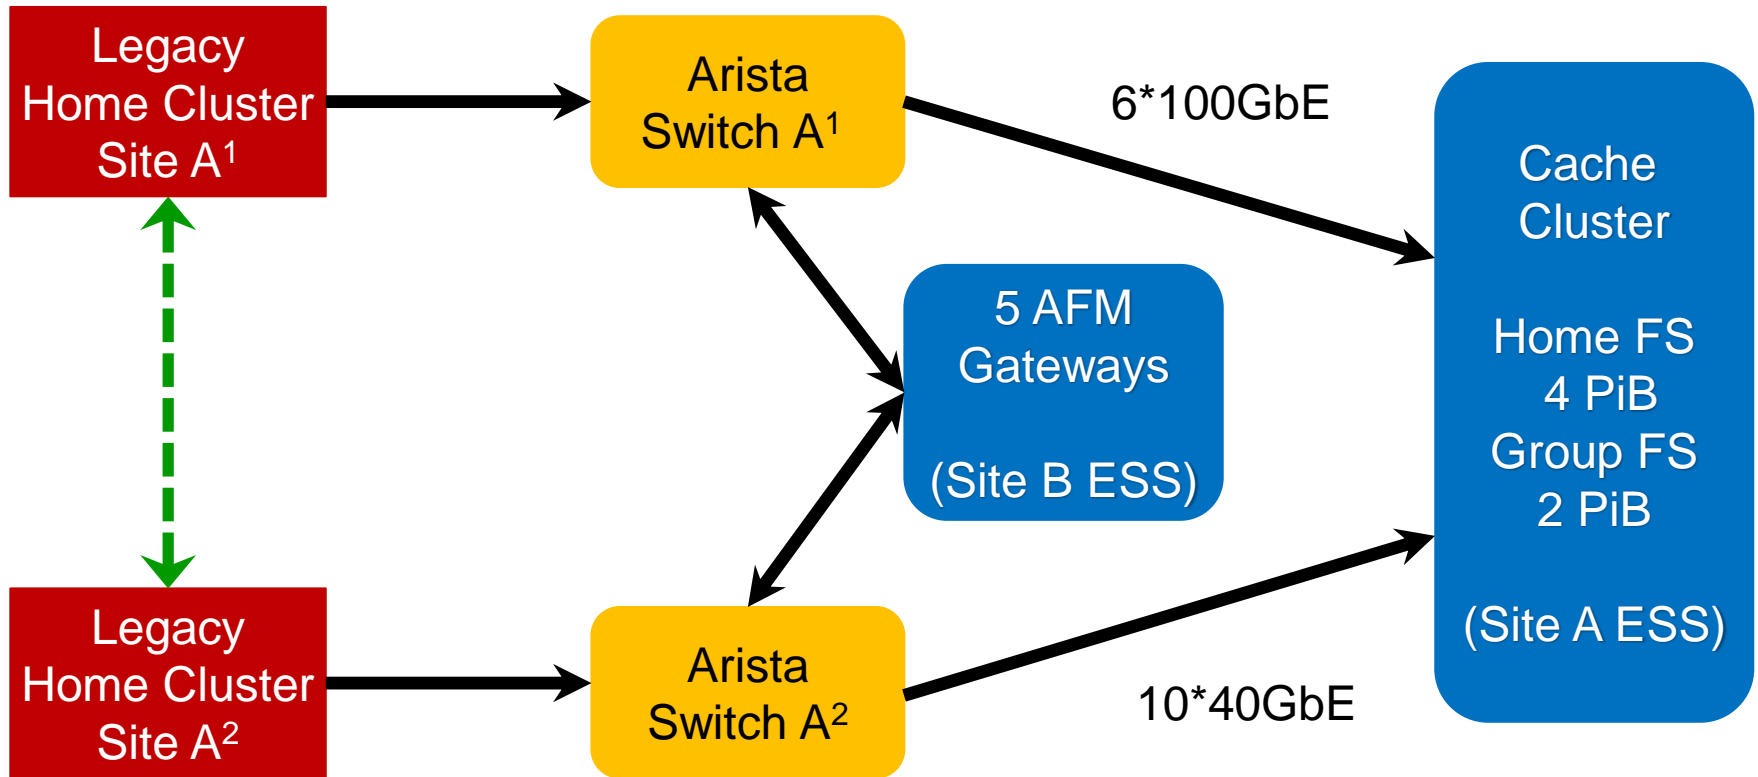 Legacy
Home Cluster
Site A¹
Arista
Switch A¹
6*100GbE
Cache
Cluster
Home FS
4 PiB
Group FS
2 PiB
(Site A ESS)
5 AFM
Gateways
(Site B ESS)
Legacy
Home Cluster
Site A²
Arista
Switch A²
10*40GbE